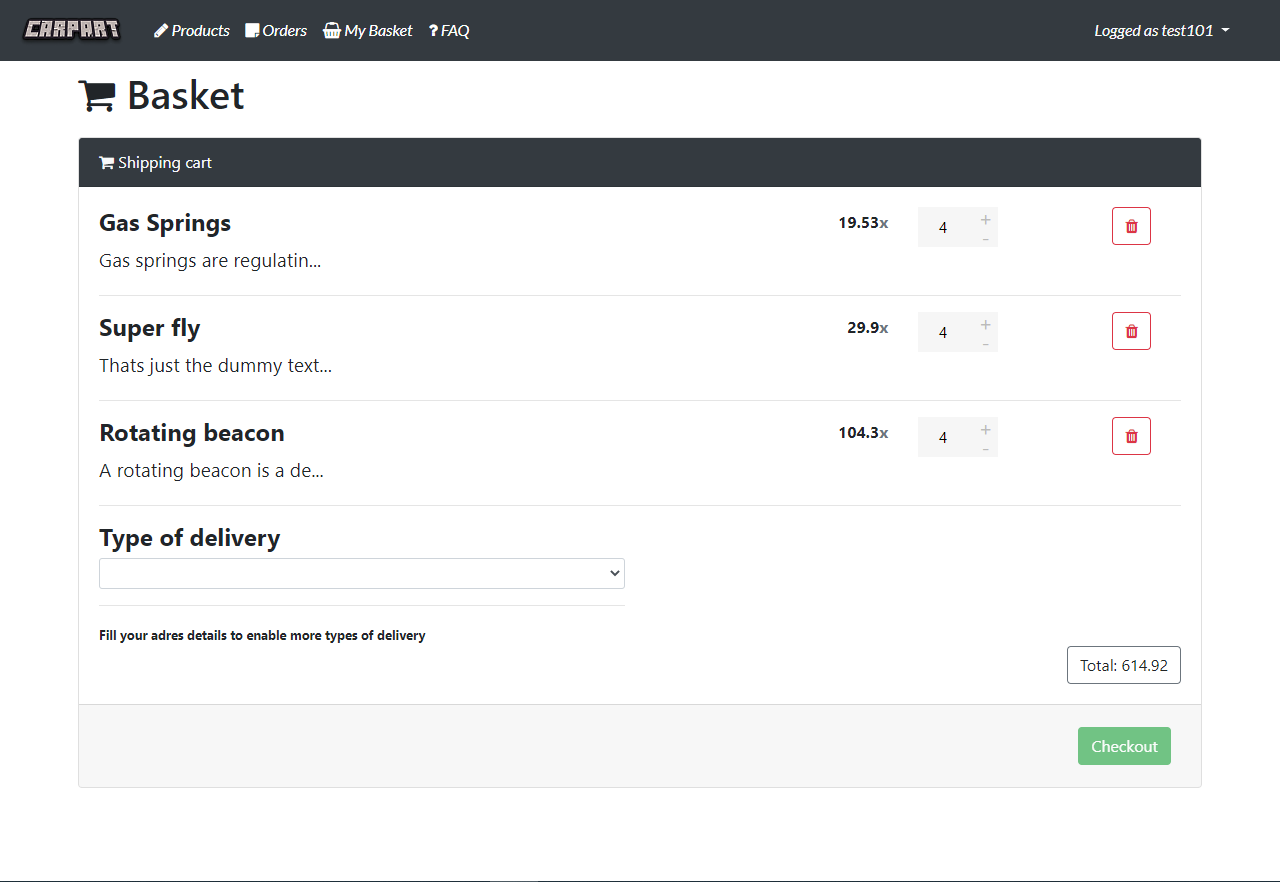 CARPART Products Orders My Basket ? FAQ Logged as test101
Basket
Shipping cart
Gas Springs 19.53x 4 + -
Gas springs are regulatin...
Super fly 29.9x 4 + -
Thats just the dummy text...
Rotating beacon 104.3x 4 + -
A rotating beacon is a de...
Type of delivery
Fill your adres details to enable more types of delivery
Total: 614.92
Checkout